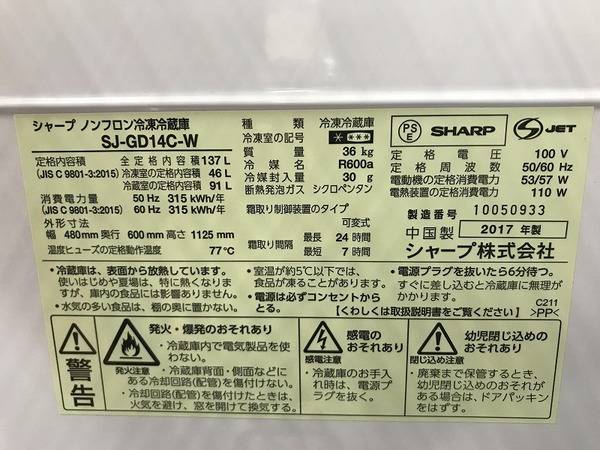 シャープ ノンフロン冷凍冷蔵庫
SJ-GD14C-W
定格内容積 全定格内容積 137 L
(JIS C 9801-3:2015) 冷凍室の定格内容積 46 L
冷蔵室の定格内容積 91 L
消費電力量 50 Hz 315 kWh/年
(JIS C 9801-3:2015) 60 Hz 315 kWh/年
外形寸法
幅 480mm 奥行 600mm 高さ 1125 mm
温度ヒューズの定格動作温度 77℃
種類 冷凍冷蔵庫
冷凍室の記号 * ***
質量 36 kg
冷媒名 R600a
冷媒封入量 30 g
断熱発泡ガス シクロペンタン
霜取り制御装置のタイプ
可変式
霜取り間隔 最長 24 時間
最短 7 時間
PSE SHARP S JET
定格電圧 100 V
定格周波数 50/60 Hz
電動機の定格消費電力 53/57 W
電熱装置の定格消費電力 110 W
製造番号 10050933
中国製 2017 年製
シャープ株式会社
• 冷蔵庫は、表面から放熱しています。
使いはじめや夏場は、特に熱くなりま
すが、庫内の食品には影響ありません。
• 水気の多い食品は、棚の奥に置かない。
• 室温が約5℃以下では、
食品が凍ることがあります。
• 電源は必ずコンセントから
とる。
• 電源プラグを抜いたら6分待つ。
すぐに差し込むと冷蔵庫に無理が
かかります。
【くわしくは取扱説明書をご覧ください】
C211
>PP<
警告
発火注意
発火・爆発のおそれあり
• 冷蔵庫内で電気製品を使
わない。
• 冷蔵庫背面・側面などに
ある冷却回路(配管)を傷付けない。
• 冷却回路(配管)を傷付けたときは、
火気を避け、窓を開けて換気する。
感電注意
感電の
おそれあり
• 冷蔵庫のお手入
れ時は、電源プ
ラグを抜く。
閉じ込め注意
幼児閉じ込めの
おそれあり
• 廃棄まで保管するときに、
幼児閉じ込めのおそれが
ある場合は、ドアパッキン
をはずす。